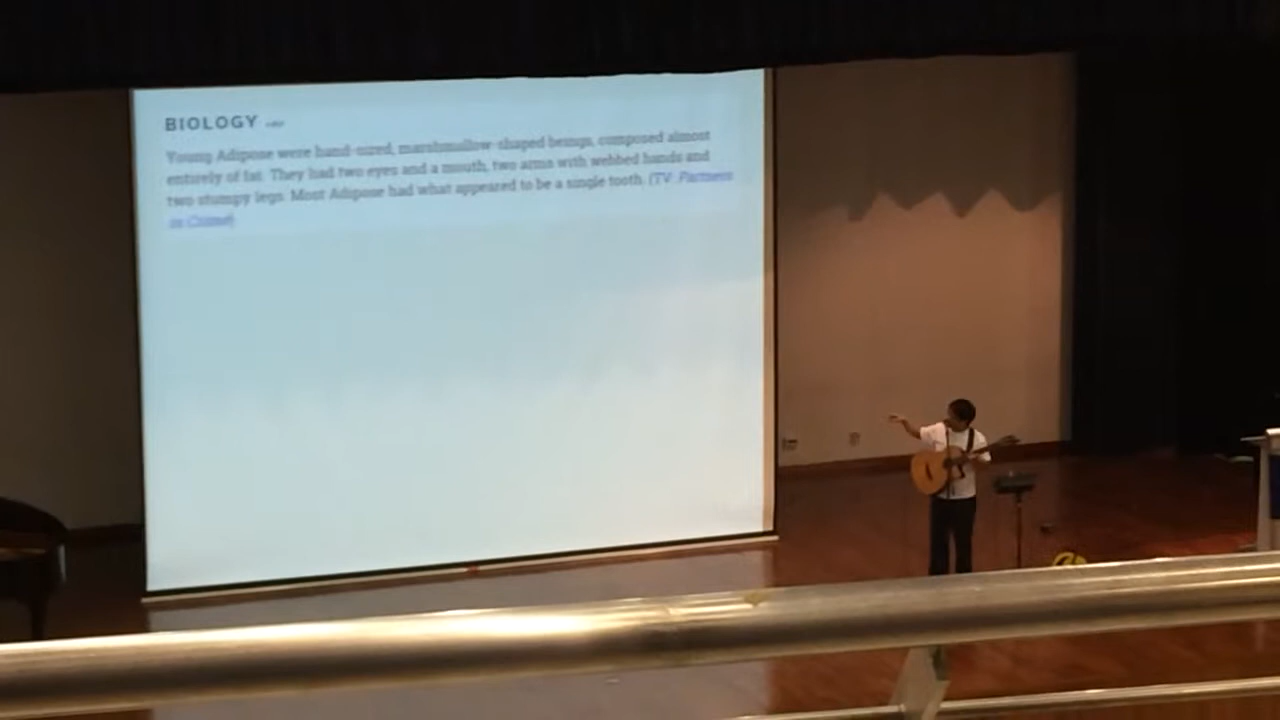 BIOLOGY
Young Adipose were hand-sized, marshmallow-shaped beings, composed almost
entirely of fat. They had two eyes and a mouth, two arms with webbed hands and
two stumpy legs. Most Adipose had what appeared to be a single tooth. (TV: Partners
in Crime)